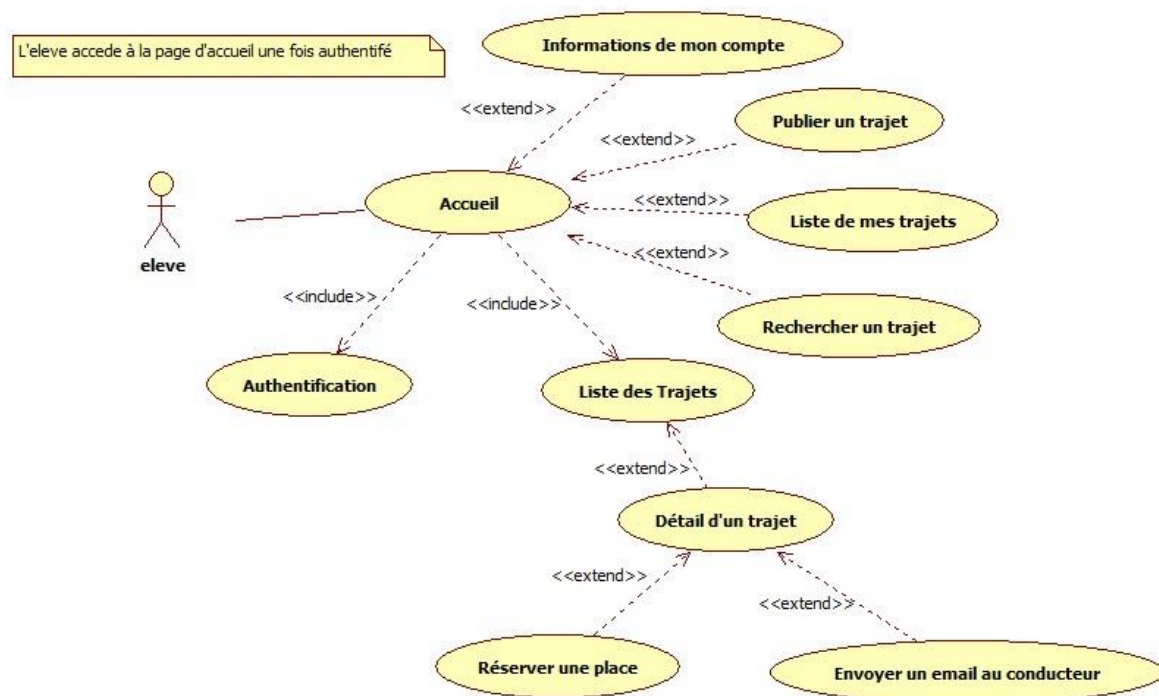 Informations de mon compte
L'eleve accede à la page d'accueil une fois authentifé
<<extend>>
Publier un trajet
<<extend>>
Accueil
<<extend>>
Liste de mes trajets
<<extend>>
eleve
<<include>>
<<include>>
Rechercher un trajet
Authentification
Liste des Trajets
<<extend>>
Détail d'un trajet
<<extend>>
<<extend>>
Réserver une place
Envoyer un email au conducteur